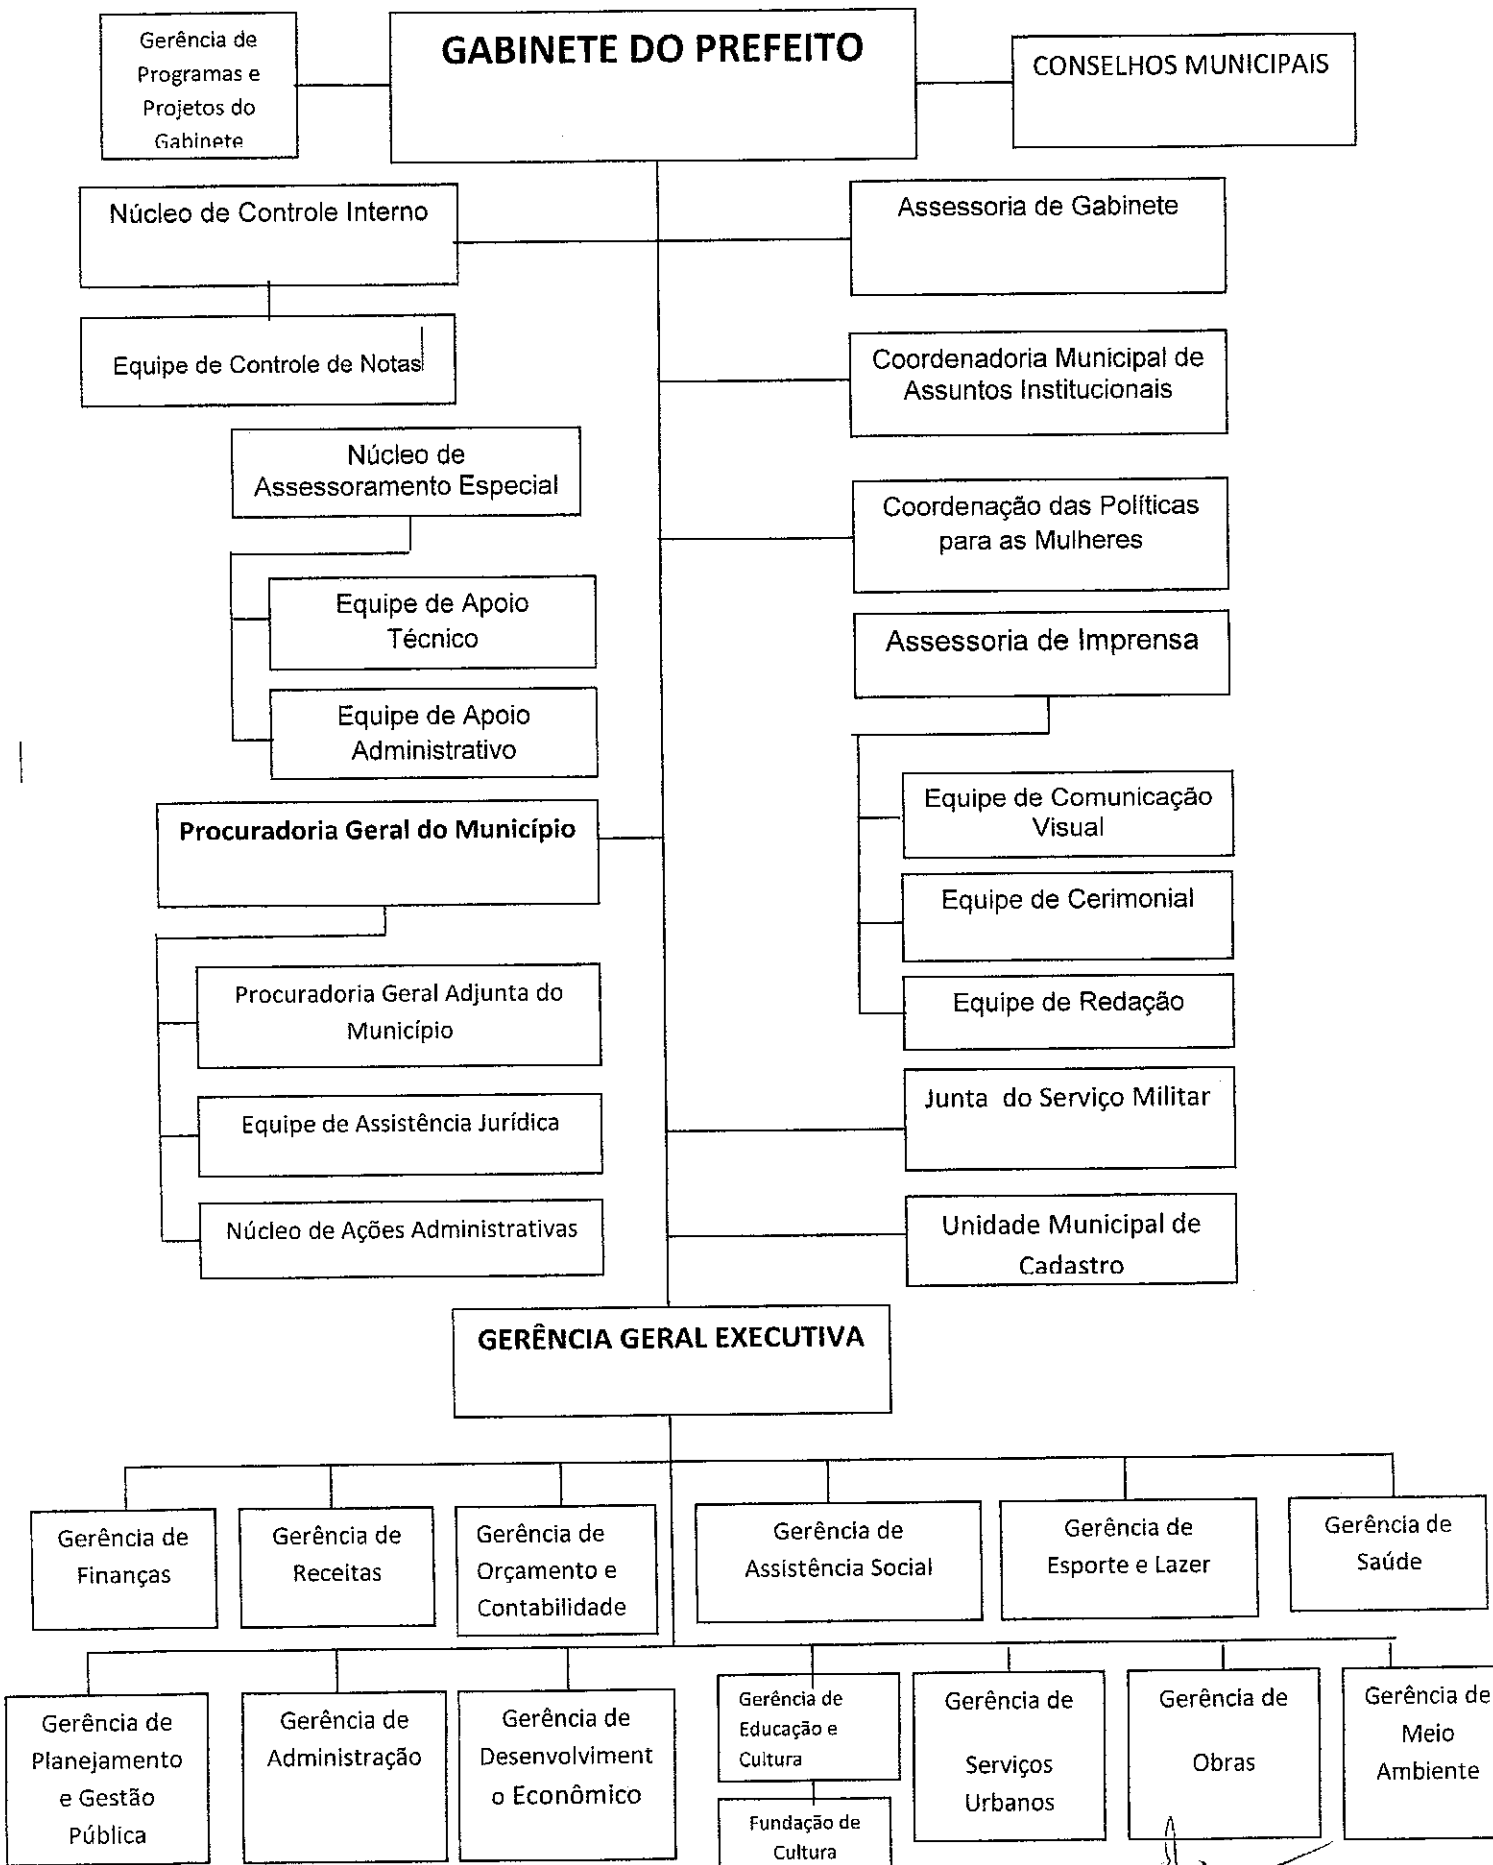 Gerência de
Programas e
Projetos do
Gabinete
GABINETE DO PREFEITO
CONSELHOS MUNICIPAIS
Núcleo de Controle Interno
Assessoria de Gabinete
Equipe de Controle de Notas
Coordenadoria Municipal de
Assuntos Institucionais
Núcleo de
Assessoramento Especial
Coordenação das Políticas
para as Mulheres
Equipe de Apoio
Técnico
Assessoria de Imprensa
Equipe de Apoio
Administrativo
Equipe de Comunicação
Visual
Procuradoria Geral do Município
Equipe de Cerimonial
Procuradoria Geral Adjunta do
Município
Equipe de Redação
Equipe de Assistência Jurídica
Junta do Serviço Militar
Núcleo de Ações Administrativas
Unidade Municipal de
Cadastro
GERÊNCIA GERAL EXECUTIVA
Gerência de
Finanças
Gerência de
Receitas
Gerência de
Orçamento e
Contabilidade
Gerência de
Assistência Social
Gerência de
Esporte e Lazer
Gerência de
Saúde
Gerência de
Planejamento
e Gestão
Pública
Gerência de
Administração
Gerência de
Desenvolviment
o Econômico
Gerência de
Educação e
Cultura
Fundação de
Cultura
Gerência de
Serviços
Urbanos
Gerência de
Obras
Gerência de
Meio
Ambiente